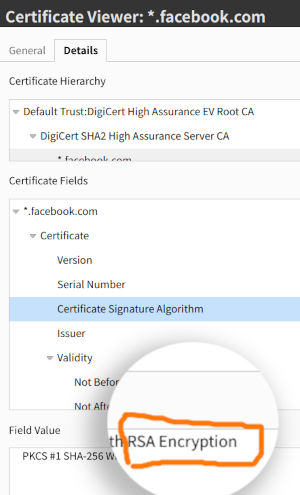 Certificate Viewer: *.facebook.com
General Details
Certificate Hierarchy
Default Trust:DigiCert High Assurance EV Root CA
DigiCert SHA2 High Assurance Server CA
*.facebook.com
Certificate Fields
*.facebook.com
Certificate
Version
Serial Number
Certificate Signature Algorithm
Issuer
Validity
Not Befor
Not Afte
th RSA Encryption
Field Value
PKCS #1 SHA-256 W